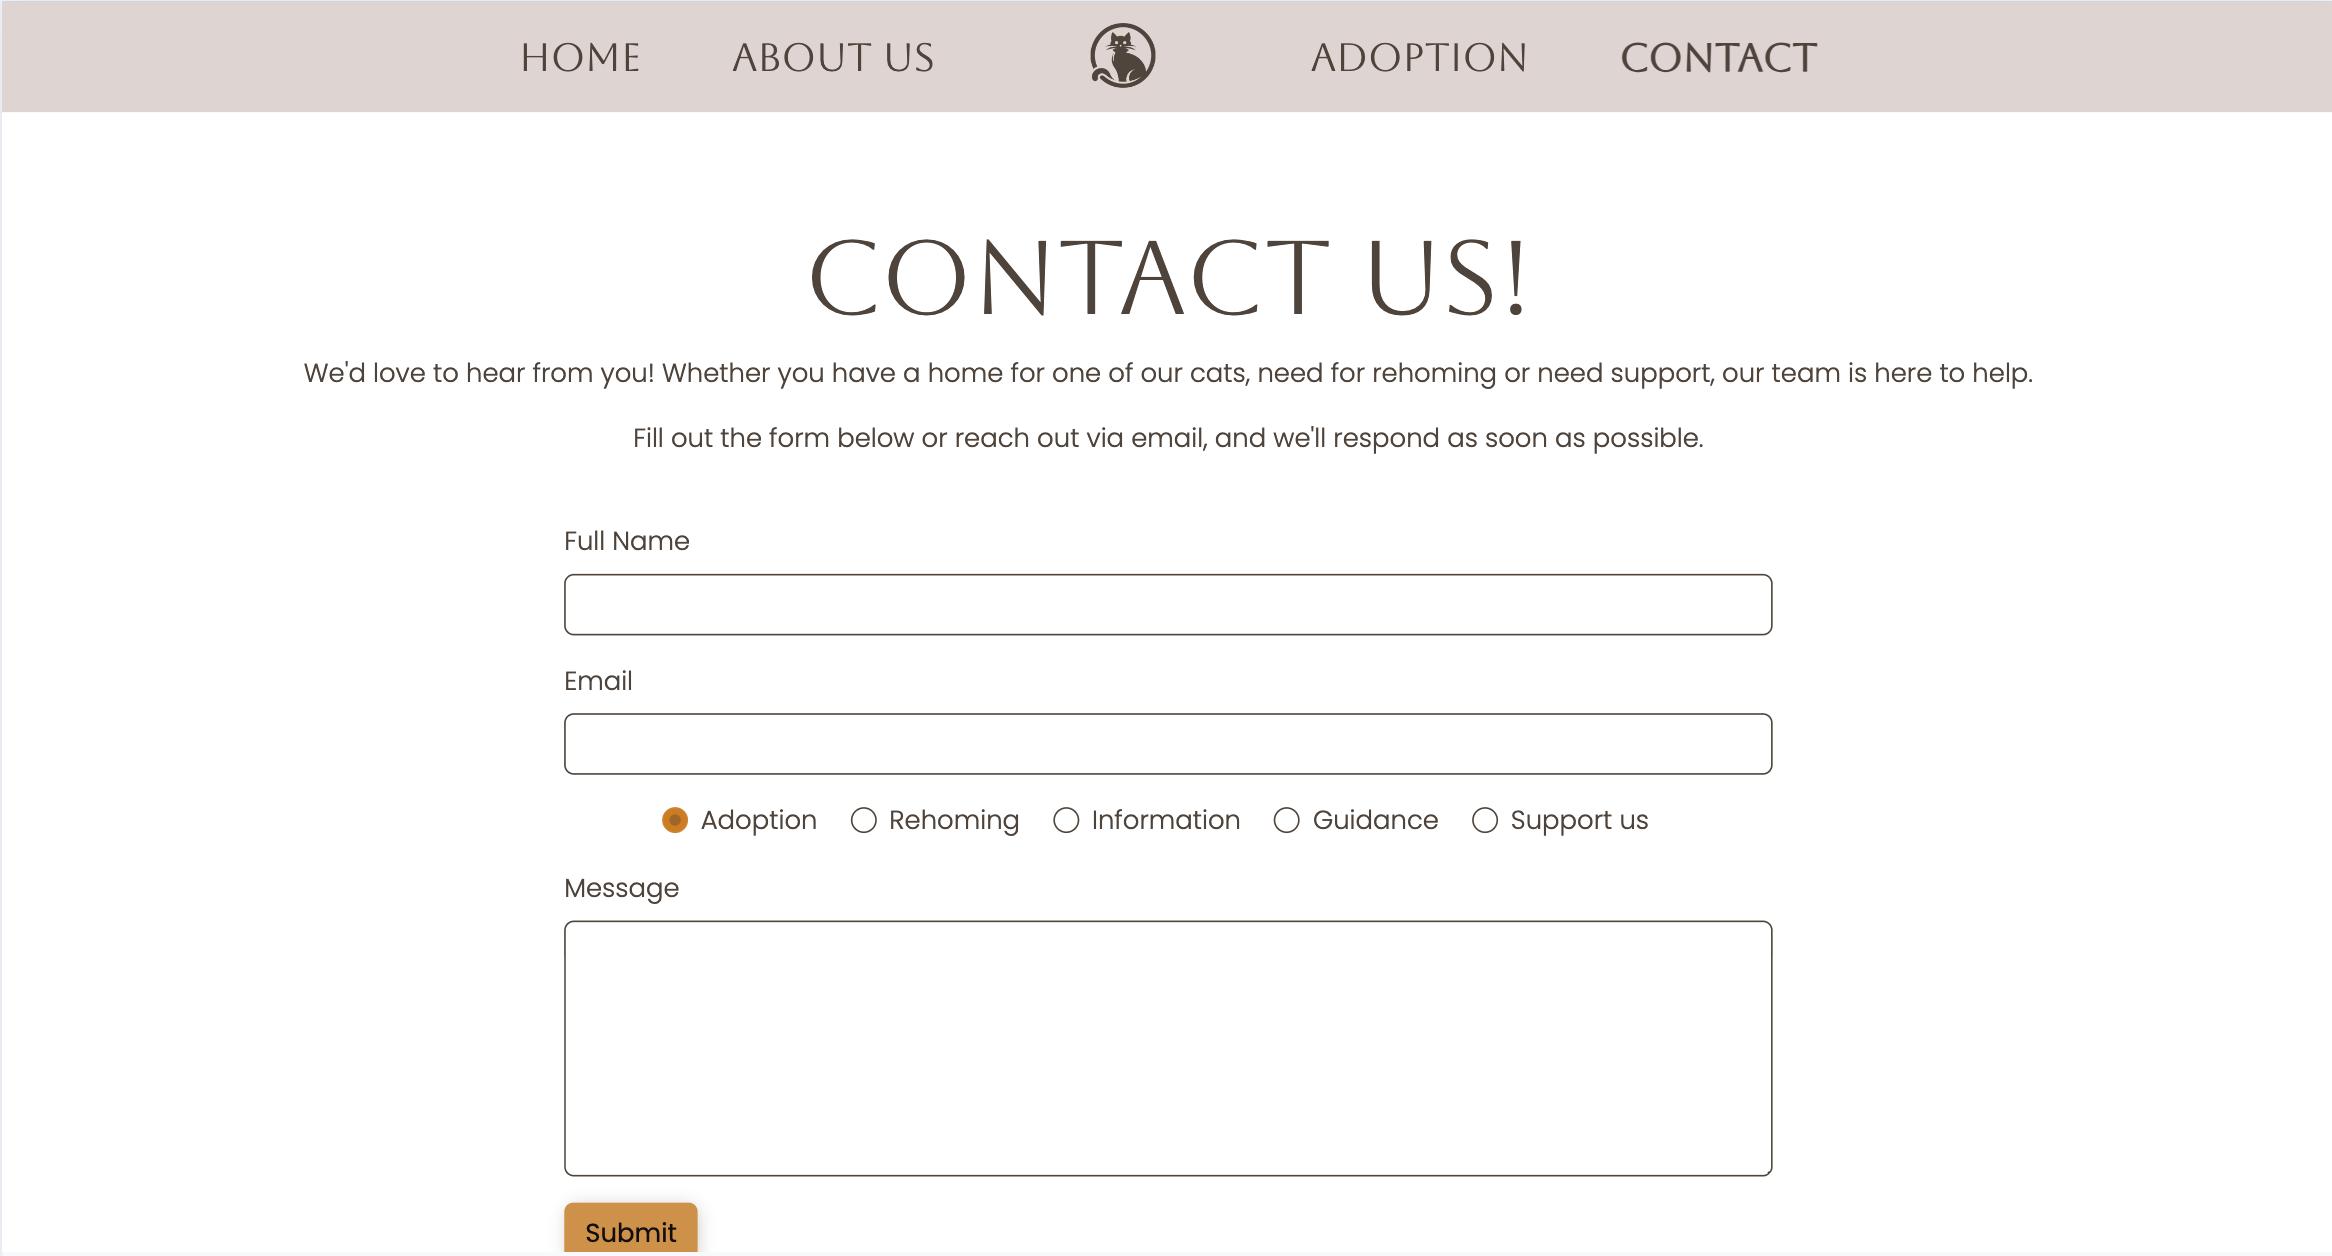 HOME ABOUT US ADOPTION CONTACT
CONTACT US!
We'd love to hear from you! Whether you have a home for one of our cats, need for rehoming or need support, our team is here to help.
Fill out the form below or reach out via email, and we'll respond as soon as possible.
Full Name
Email
Adoption Rehoming Information Guidance Support us
Message
Submit